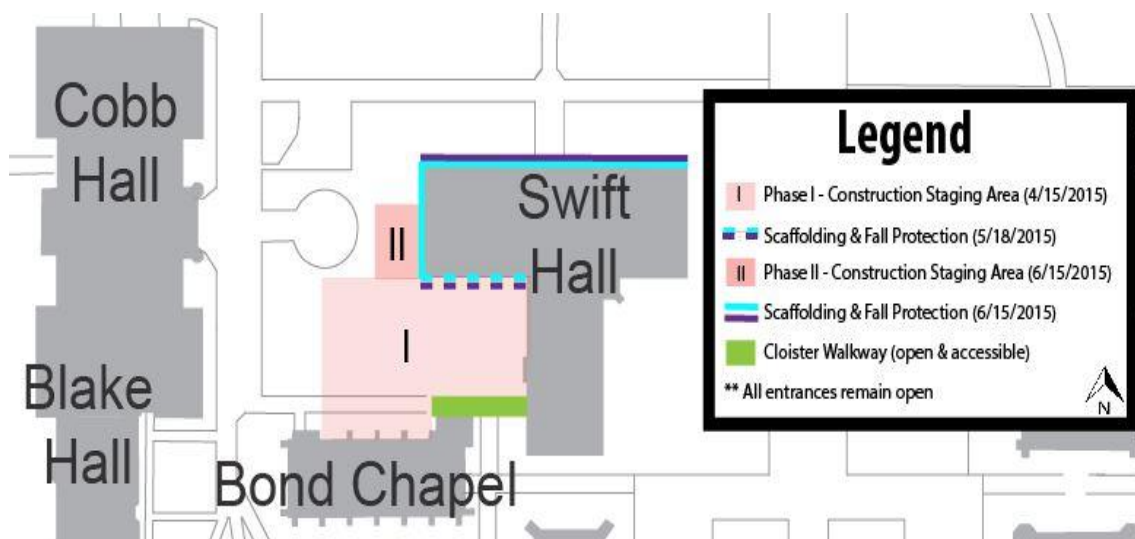 Cobb
Hall
Swift
Hall
II
I
Blake
Hall
Bond Chapel
Legend
I Phase I - Construction Staging Area (4/15/2015)
Scaffolding & Fall Protection (5/18/2015)
II Phase II - Construction Staging Area (6/15/2015)
Scaffolding & Fall Protection (6/15/2015)
Cloister Walkway (open & accessible)
** All entrances remain open
N